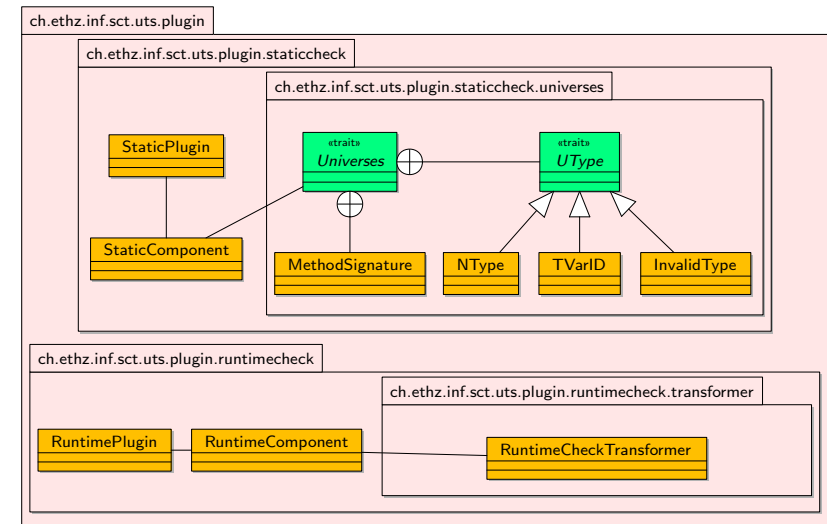 ch.ethz.inf.sct.uts.plugin
ch.ethz.inf.sct.uts.plugin.staticcheck
ch.ethz.inf.sct.uts.plugin.staticcheck.universes
StaticPlugin
«trait»
Universes
«trait»
UType
StaticComponent
MethodSignature
NType
TVarID
InvalidType
ch.ethz.inf.sct.uts.plugin.runtimecheck
ch.ethz.inf.sct.uts.plugin.runtimecheck.transformer
RuntimePlugin
RuntimeComponent
RuntimeCheckTransformer